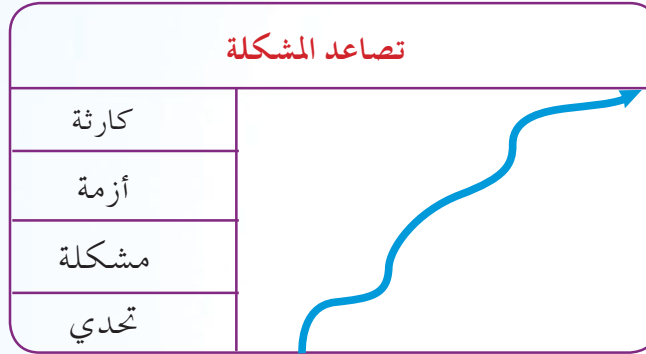 تصاعد المشكلة
كارثة
أزمة
مشكلة
تحدي